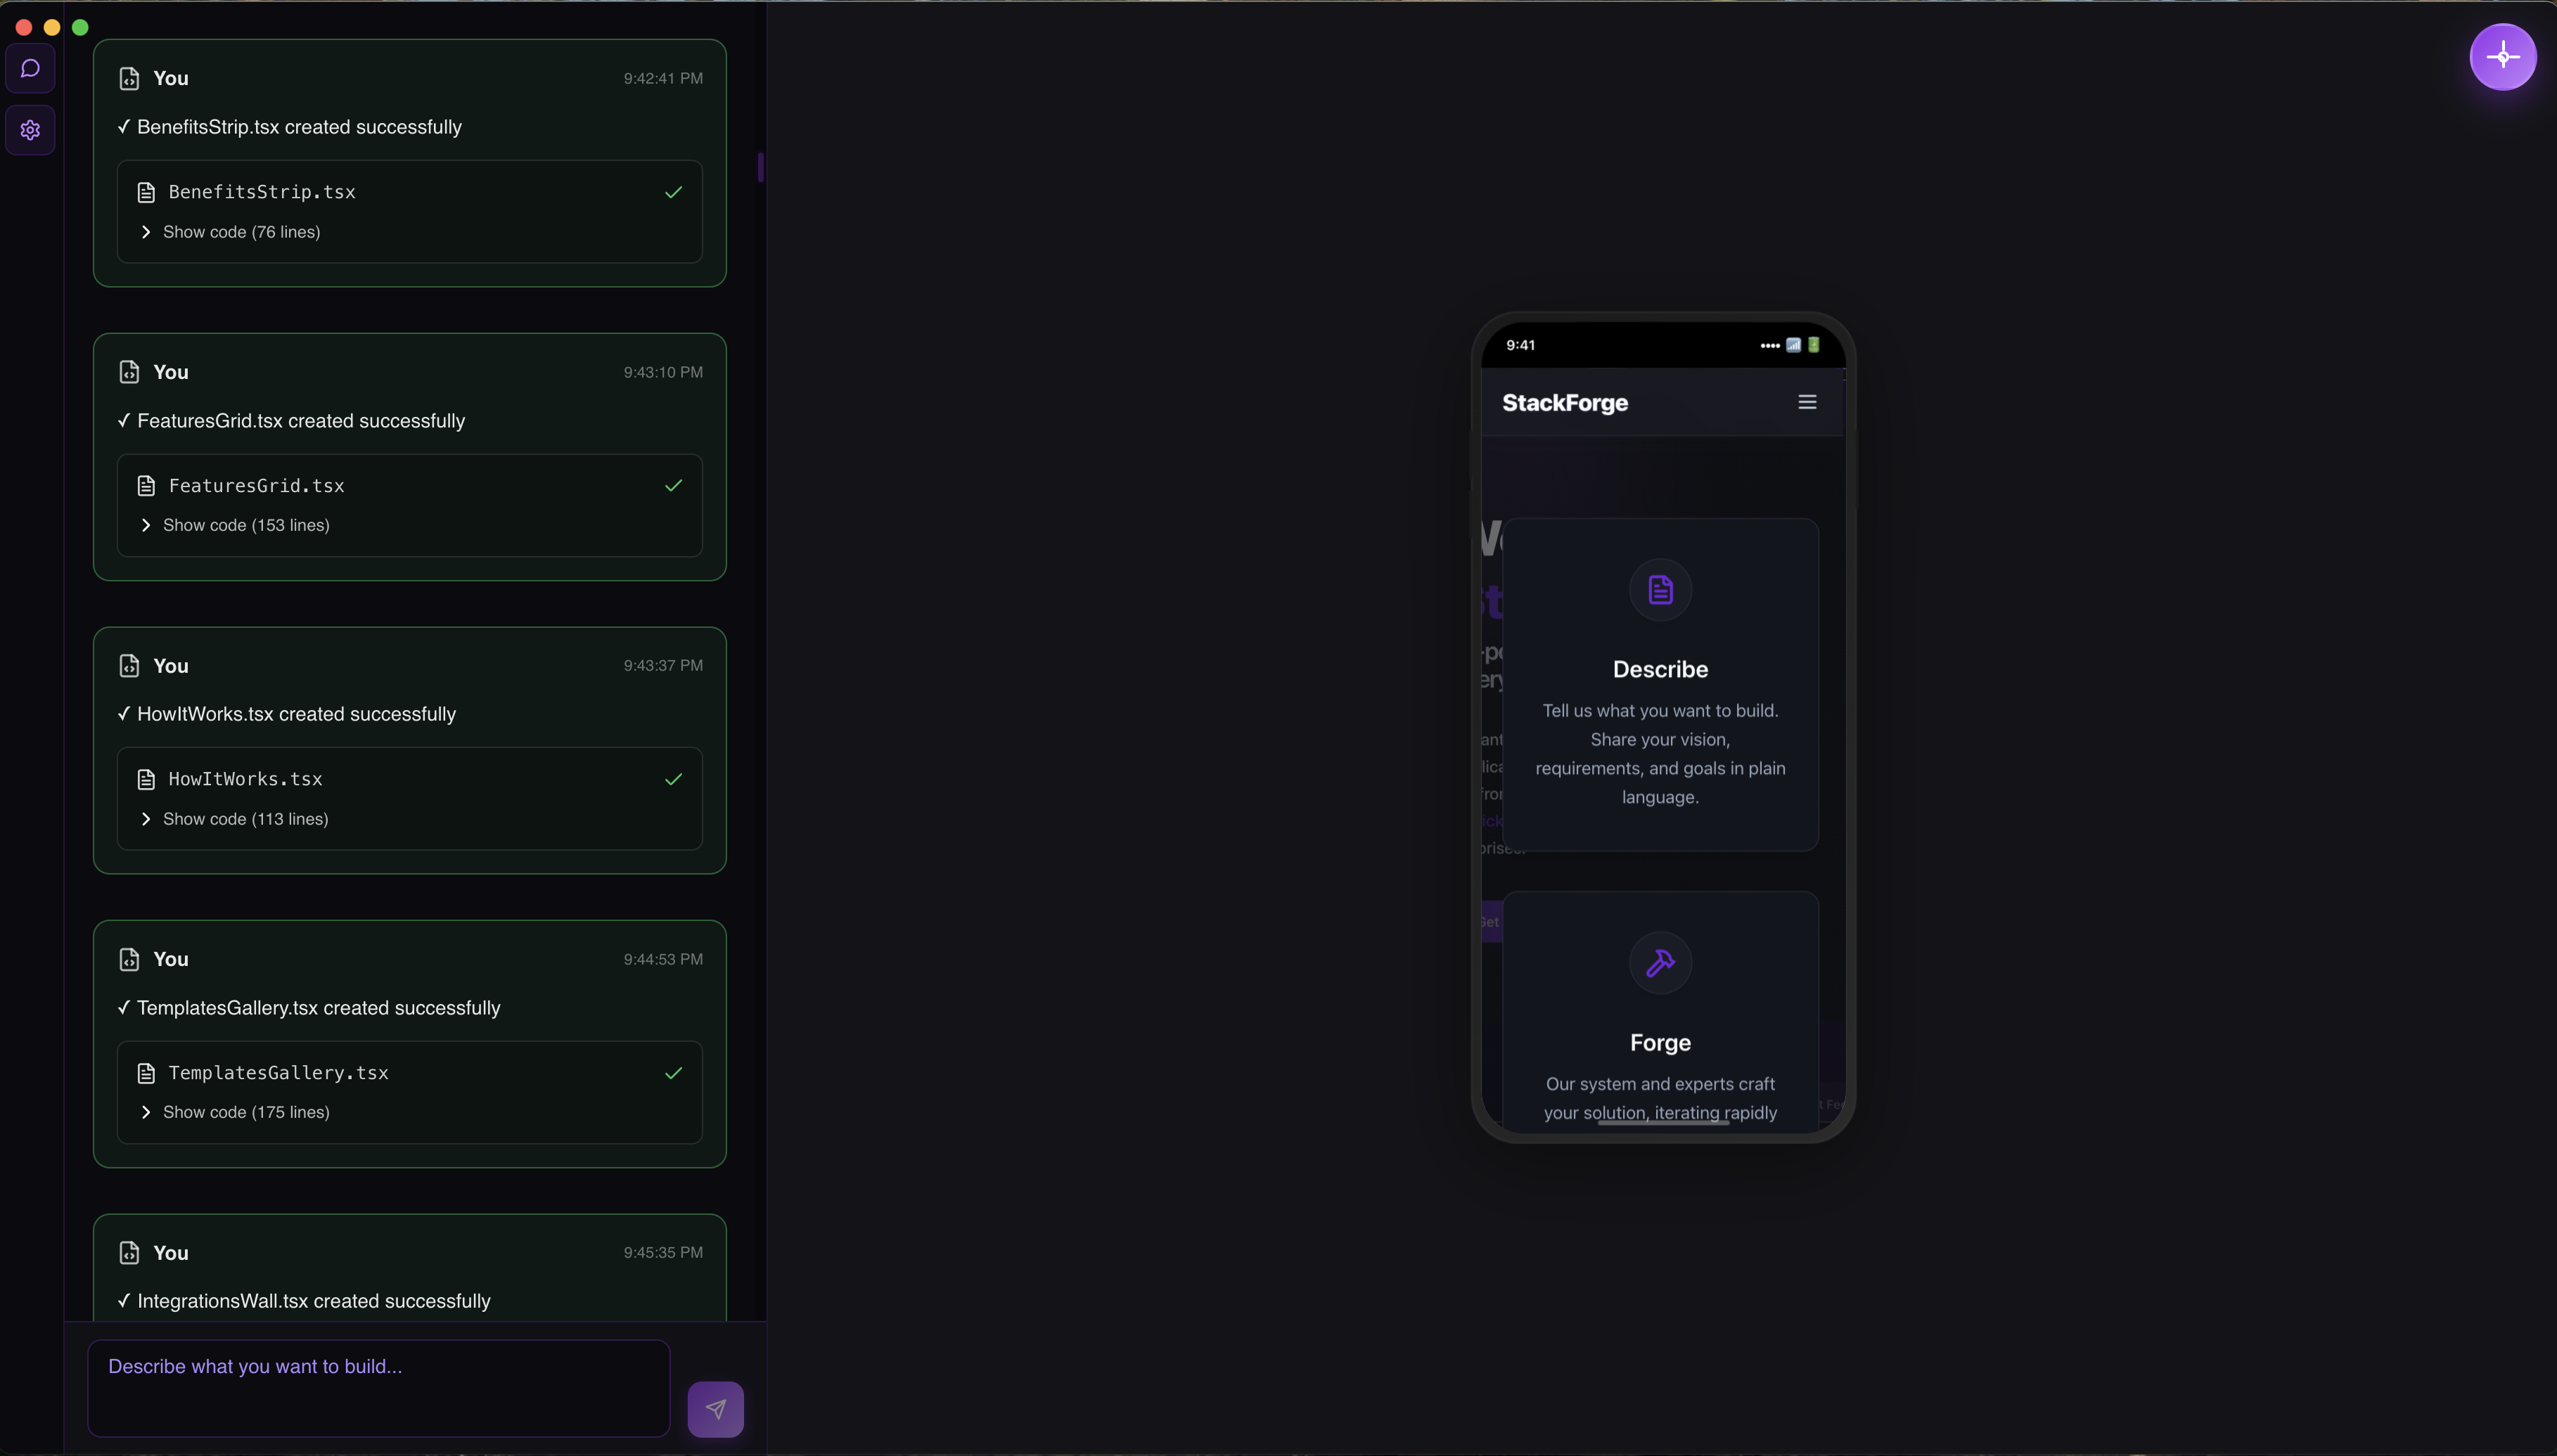 You
9:42:41 PM
✓ BenefitsStrip.tsx created successfully
BenefitsStrip.tsx
Show code (76 lines)
You
9:43:10 PM
✓ FeaturesGrid.tsx created successfully
FeaturesGrid.tsx
Show code (153 lines)
You
9:43:37 PM
✓ HowItWorks.tsx created successfully
HowItWorks.tsx
Show code (113 lines)
You
9:44:53 PM
✓ TemplatesGallery.tsx created successfully
TemplatesGallery.tsx
Show code (175 lines)
You
9:45:35 PM
✓ IntegrationsWall.tsx created successfully
Describe what you want to build...
9:41
StackForge
Describe
Tell us what you want to build.
Share your vision,
requirements, and goals in plain
language.
Forge
Our system and experts craft
your solution, iterating rapidly